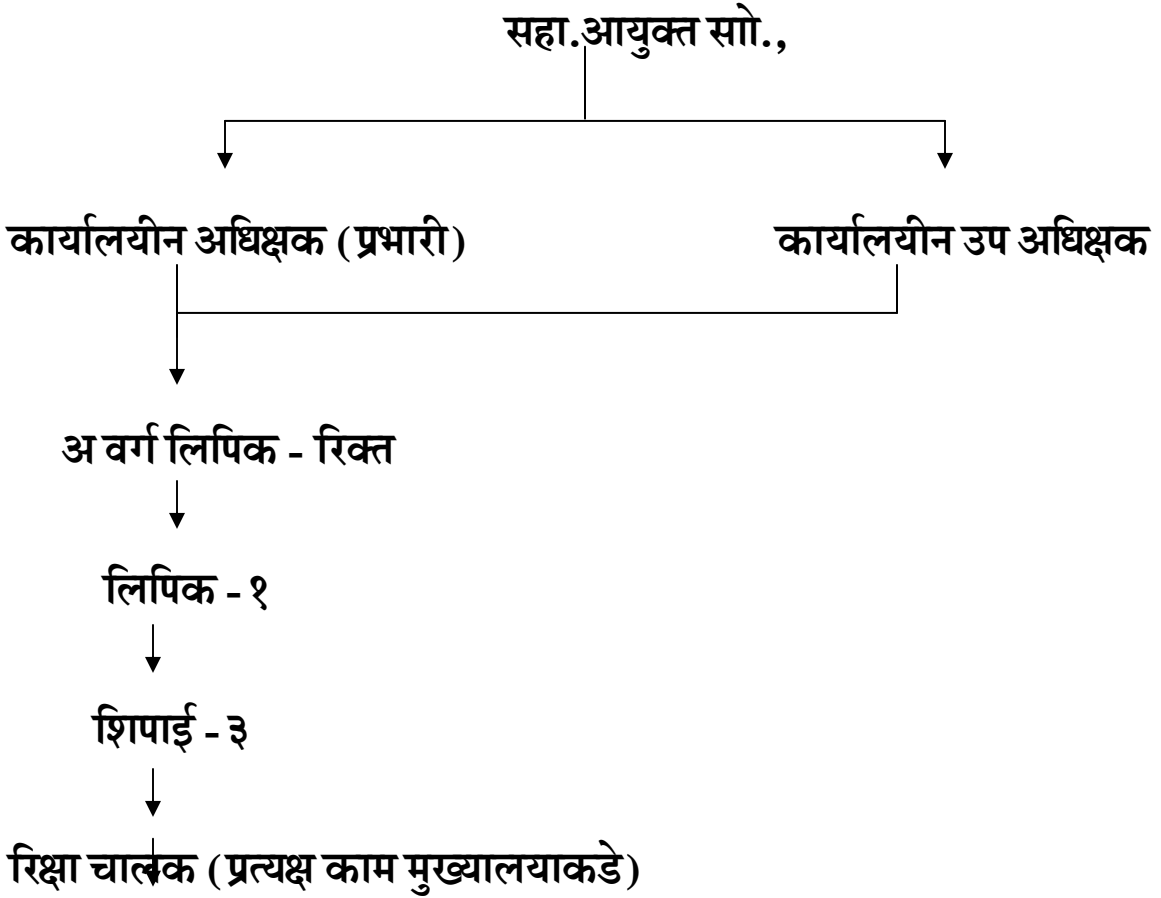 सहा.आयुक्त साो.,
कार्यालयीन अधिक्षक (प्रभारी)
कार्यालयीन उप अधिक्षक
अ वर्ग लिपिक - रिक्त
लिपिक - १
शिपाई - ३
रिक्षा चालक (प्रत्यक्ष काम मुख्यालयाकडे)